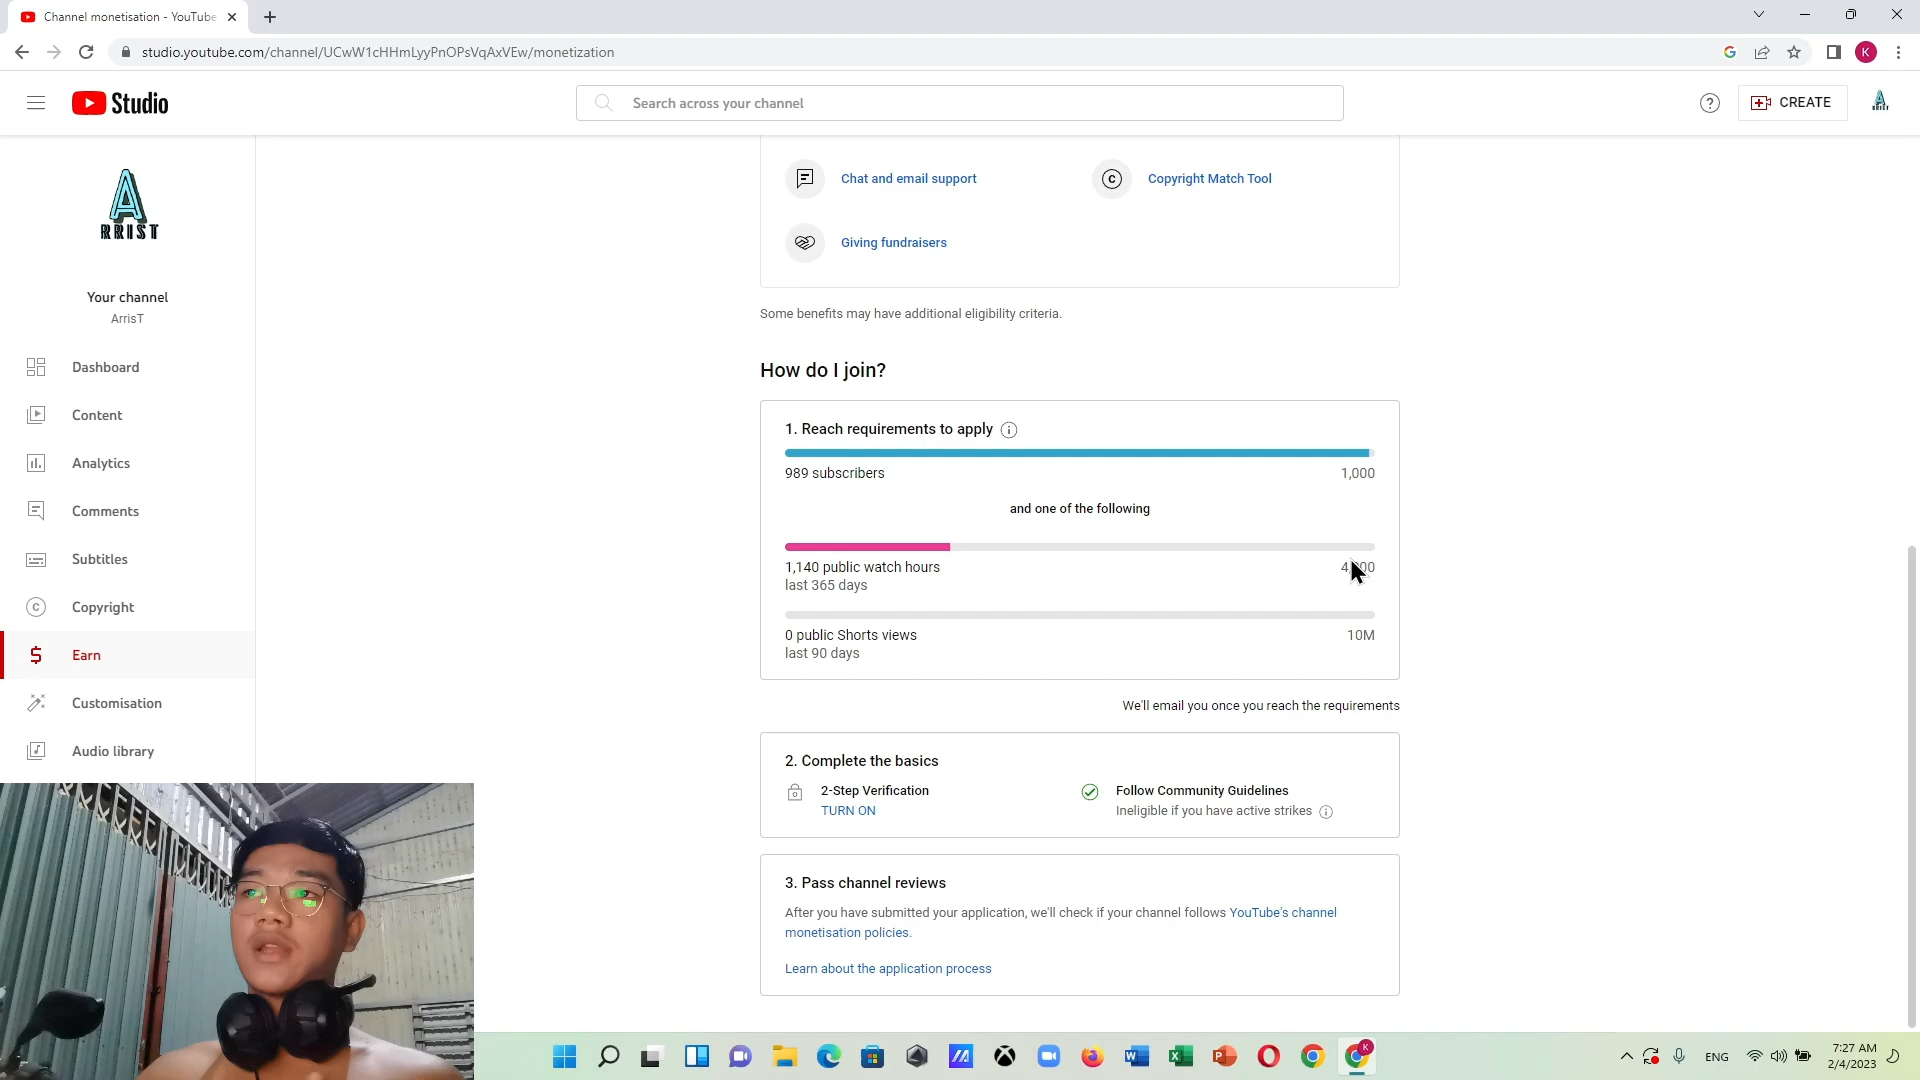 Channel monetisation - YouTube
studio.youtube.com/channel/UCwW1cHHmLyyPnOPsVqAxVEw/monetization
K
Studio
Search across your channel
CREATE
A
RRIST
Your channel
ArrisT
Dashboard
Content
Analytics
Comments
Subtitles
Copyright
Earn
Customisation
Audio library
Chat and email support
Copyright Match Tool
Giving fundraisers
Some benefits may have additional eligibility criteria.
How do I join?
1. Reach requirements to apply
989 subscribers
1,000
and one of the following
1,140 public watch hours
last 365 days
0 public Shorts views
10M
last 90 days
We'll email you once you reach the requirements
2. Complete the basics
2-Step Verification
TURN ON
Follow Community Guidelines
Ineligible if you have active strikes
3. Pass channel reviews
After you have submitted your application, we'll check if your channel follows YouTube's channel
monetisation policies.
Learn about the application process
ENG
7:27 AM
2/4/2023